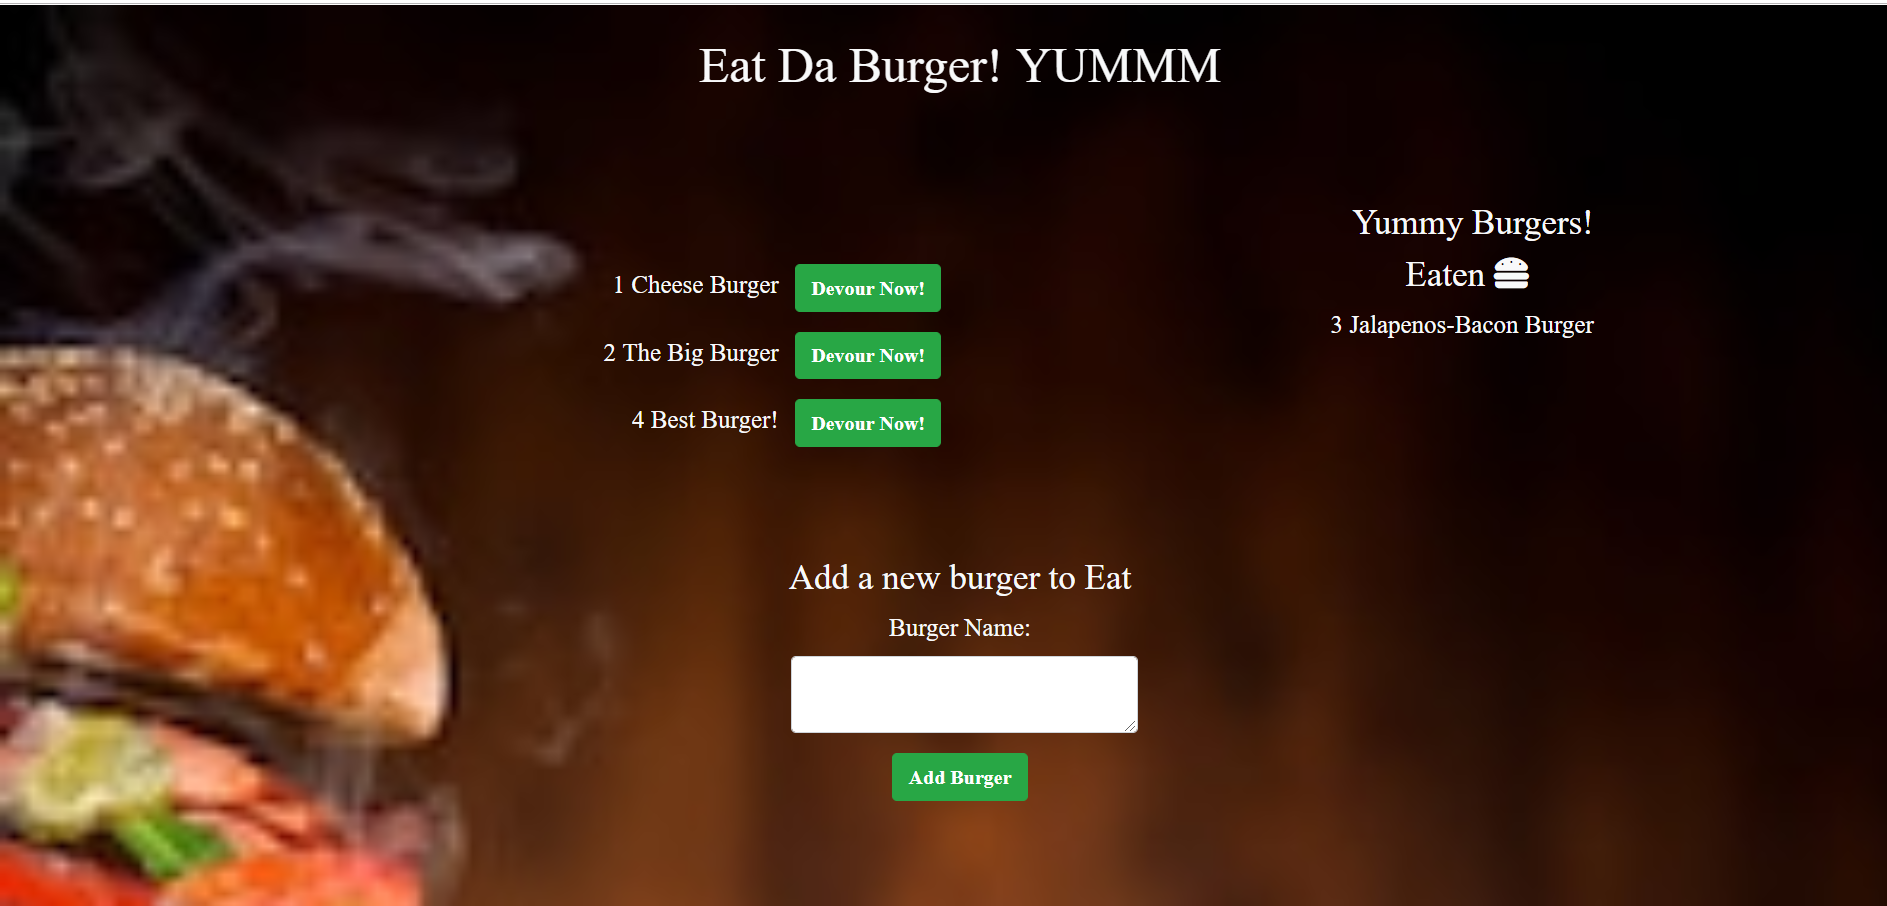 Eat Da Burger! YUMMM
1 Cheese Burger Devour Now!
2 The Big Burger Devour Now!
4 Best Burger! Devour Now!
Yummy Burgers!
Eaten
3 Jalapenos-Bacon Burger
Add a new burger to Eat
Burger Name:
Add Burger